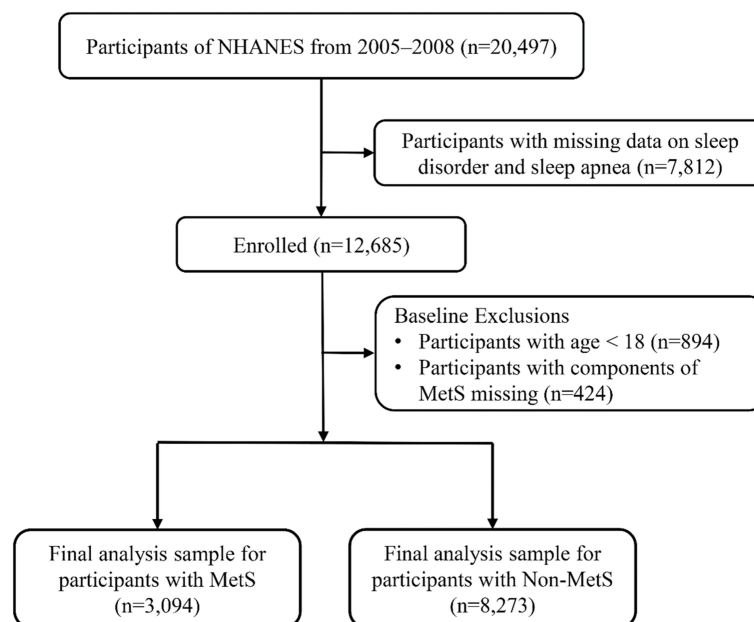 Participants of NHANES from 2005–2008 (n=20,497)
Participants with missing data on sleep
disorder and sleep apnea (n=7,812)
Enrolled (n=12,685)
Baseline Exclusions
• Participants with age < 18 (n=894)
• Participants with components of
MetS missing (n=424)
Final analysis sample for
participants with MetS
(n=3,094)
Final analysis sample for
participants with Non-MetS
(n=8,273)